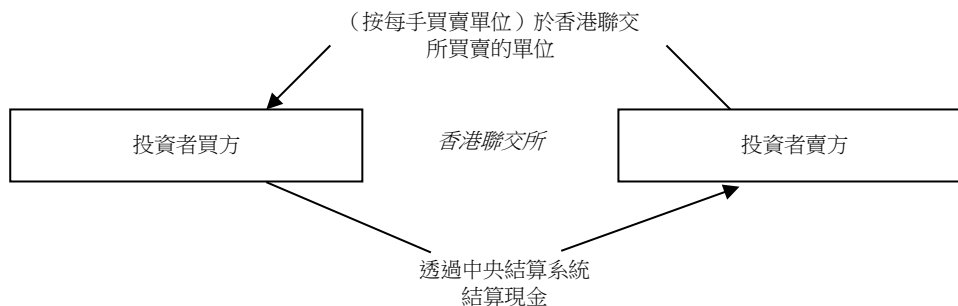 （按每手買賣單位）於香港聯交
所買賣的單位
投資者買方
香港聯交所
投資者賣方
透過中央結算系統
結算現金